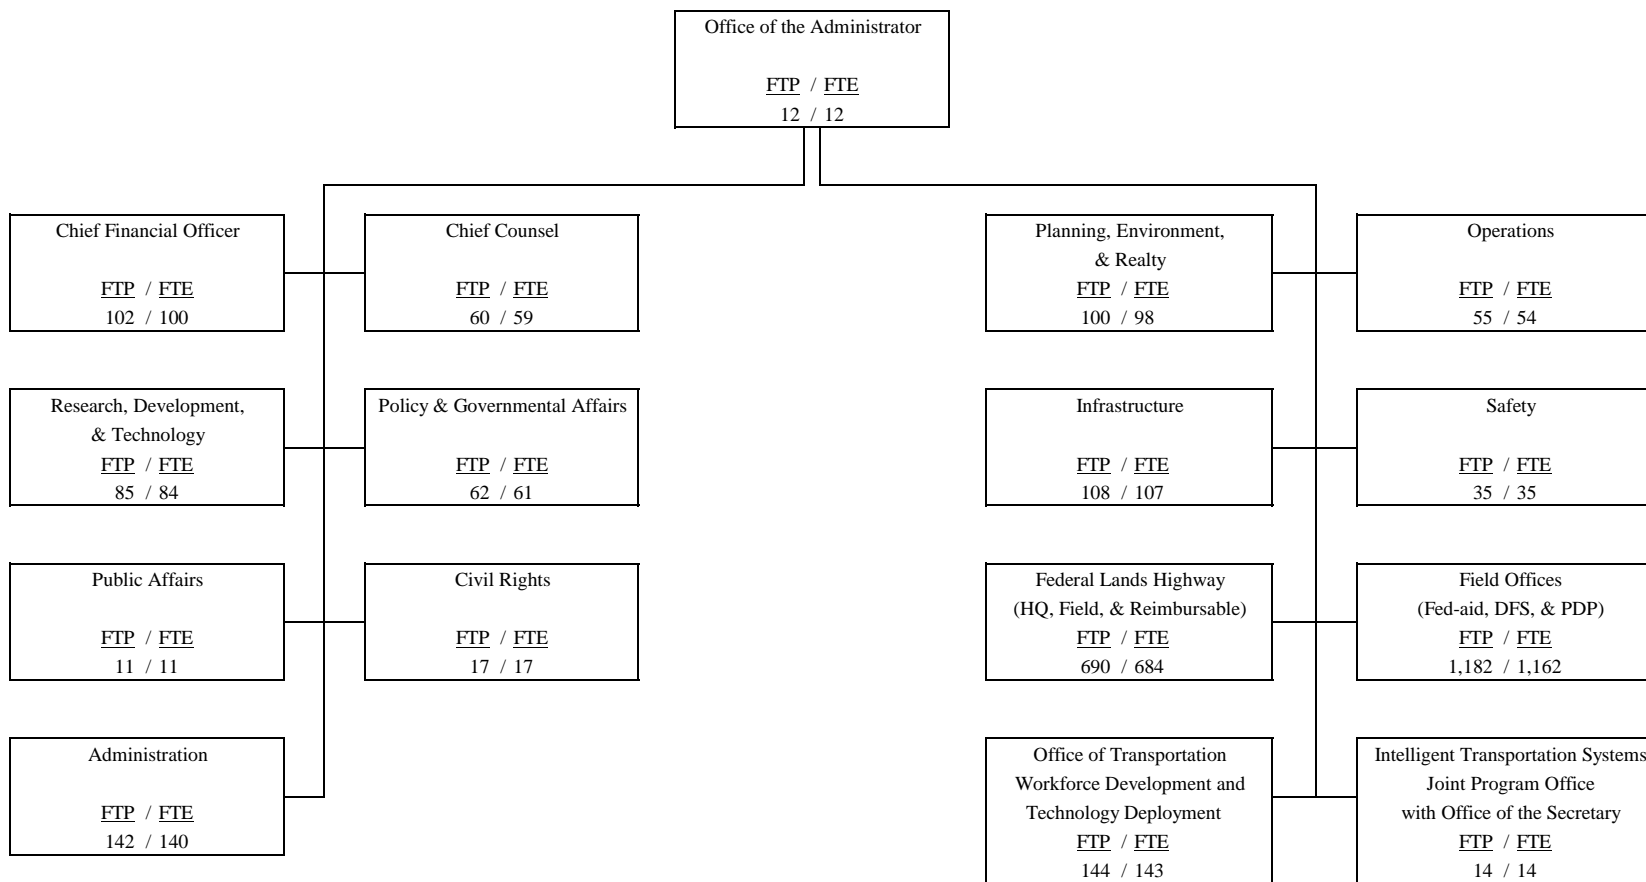 Office of the Administrator
FTP / FTE
12 / 12
Chief Financial Officer
FTP / FTE
102 / 100
Chief Counsel
FTP / FTE
60 / 59
Planning, Environment,
& Realty
FTP / FTE
100 / 98
Operations
FTP / FTE
55 / 54
Research, Development,
& Technology
FTP / FTE
85 / 84
Policy & Governmental Affairs
FTP / FTE
62 / 61
Infrastructure
FTP / FTE
108 / 107
Safety
FTP / FTE
35 / 35
Public Affairs
FTP / FTE
11 / 11
Civil Rights
FTP / FTE
17 / 17
Federal Lands Highway
(HQ, Field, & Reimbursable)
FTP / FTE
690 / 684
Field Offices
(Fed-aid, DFS, & PDP)
FTP / FTE
1,182 / 1,162
Administration
FTP / FTE
142 / 140
Office of Transportation
Workforce Development and
Technology Deployment
FTP / FTE
144 / 143
Intelligent Transportation Systems
Joint Program Office
with Office of the Secretary
FTP / FTE
14 / 14